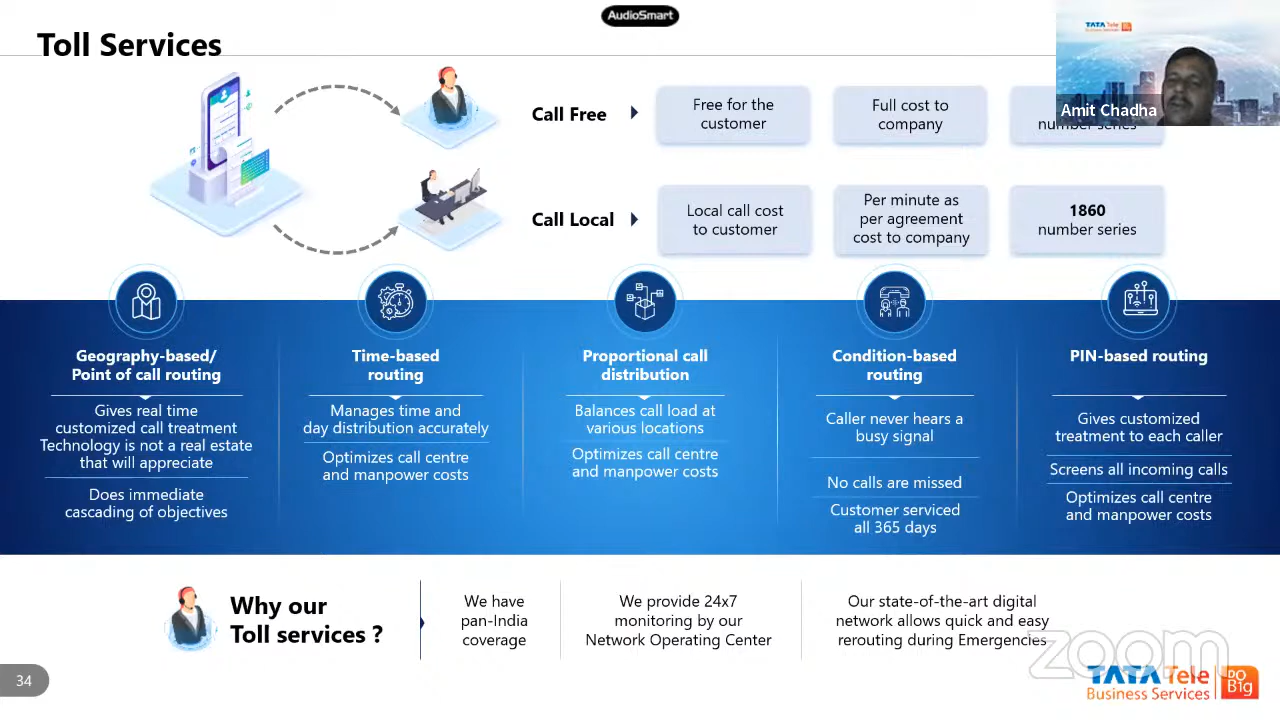 AudioSmart
Toll Services
TATA Tele
Business Services
Amit Chadha
Call Free
Free for the
customer
Full cost to
company
number series
Call Local
Local call cost
to customer
Per minute as
per agreement
cost to company
1860
number series
Geography-based/
Point of call routing
Gives real time
customized call treatment
Technology is not a real estate
that will appreciate
Does immediate
cascading of objectives
Time-based
routing
Manages time and
day distribution accurately
Optimizes call centre
and manpower costs
Proportional call
distribution
Balances call load at
various locations
Optimizes call centre
and manpower costs
Condition-based
routing
Caller never hears a
busy signal
No calls are missed
Customer serviced
all 365 days
PIN-based routing
Gives customized
treatment to each caller
Screens all incoming calls
Optimizes call centre
and manpower costs
Why our
Toll services ?
We have
pan-India
coverage
We provide 24x7
monitoring by our
Network Operating Center
Our state-of-the-art digital
network allows quick and easy
rerouting during Emergencies
zoom
34
TATA Tele
Business Services
DO
B1g